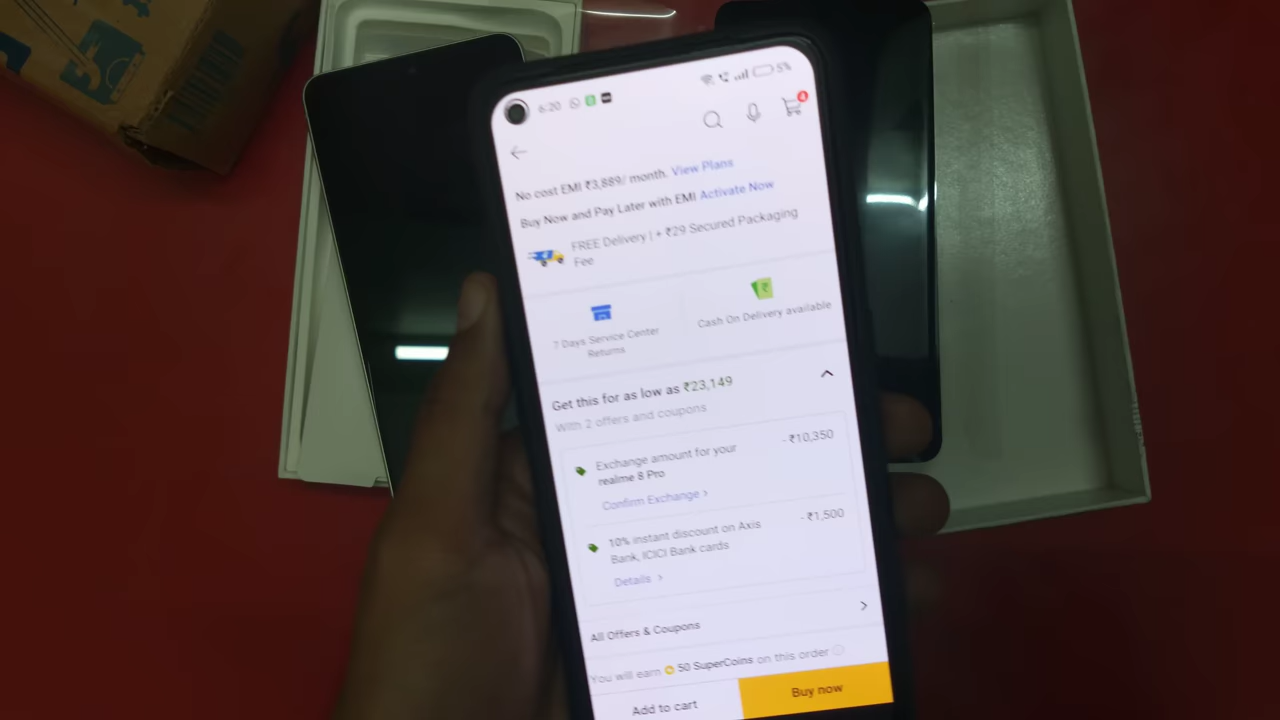 6:20
5%
4
No cost EMI ₹3,889/ month. View Plans
Buy Now and Pay Later with EMI Activate Now
FREE Delivery | + ₹29 Secured Packaging
Fee
7 Days Service Center
Returns
Cash On Delivery available
Get this for as low as ₹23,149
With 2 offers and coupons
Exchange amount for your
realme 8 Pro
- ₹10,350
Confirm Exchange >
10% instant discount on Axis
Bank, ICICI Bank cards
- ₹1,500
Details >
All Offers & Coupons
You will earn 50 SuperCoins on this order
Add to cart
Buy now